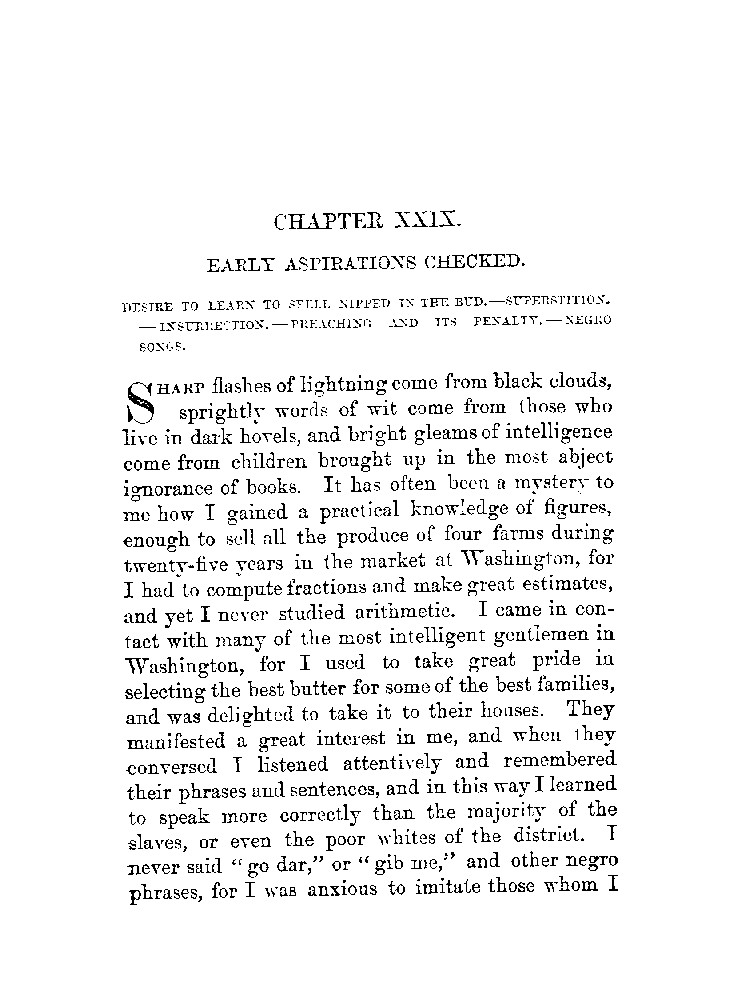 CHAPTER XXIX.
EARLY ASPIRATIONS CHECKED.
DESIRE TO LEARN TO SPELL NIPPED IN THE BUD.—SUPERSTITION.
—INSURRECTION.—PREACHING AND ITS PENALTY.—NEGRO
SONGS.
SHARP flashes of lightning come from black clouds,
sprightly words of wit come from those who
live in dark hovels, and bright gleams of intelligence
come from children brought up in the most abject
ignorance of books. It has often been a mystery to
me how I gained a practical knowledge of figures,
enough to sell all the produce of four farms during
twenty-five years in the market at Washington, for
I had to compute fractions and make great estimates,
and yet I never studied arithmetic. I came in con-
tact with many of the most intelligent gentlemen in
Washington, for I used to take great pride in
selecting the best butter for some of the best families,
and was delighted to take it to their houses. They
manifested a great interest in me, and when they
conversed I listened attentively and remembered
their phrases and sentences, and in this way I learned
to speak more correctly than the majority of the
slaves, or even the poor whites of the district. I
never said “go dar,” or “gib me,” and other negro
phrases, for I was anxious to imitate those whom I